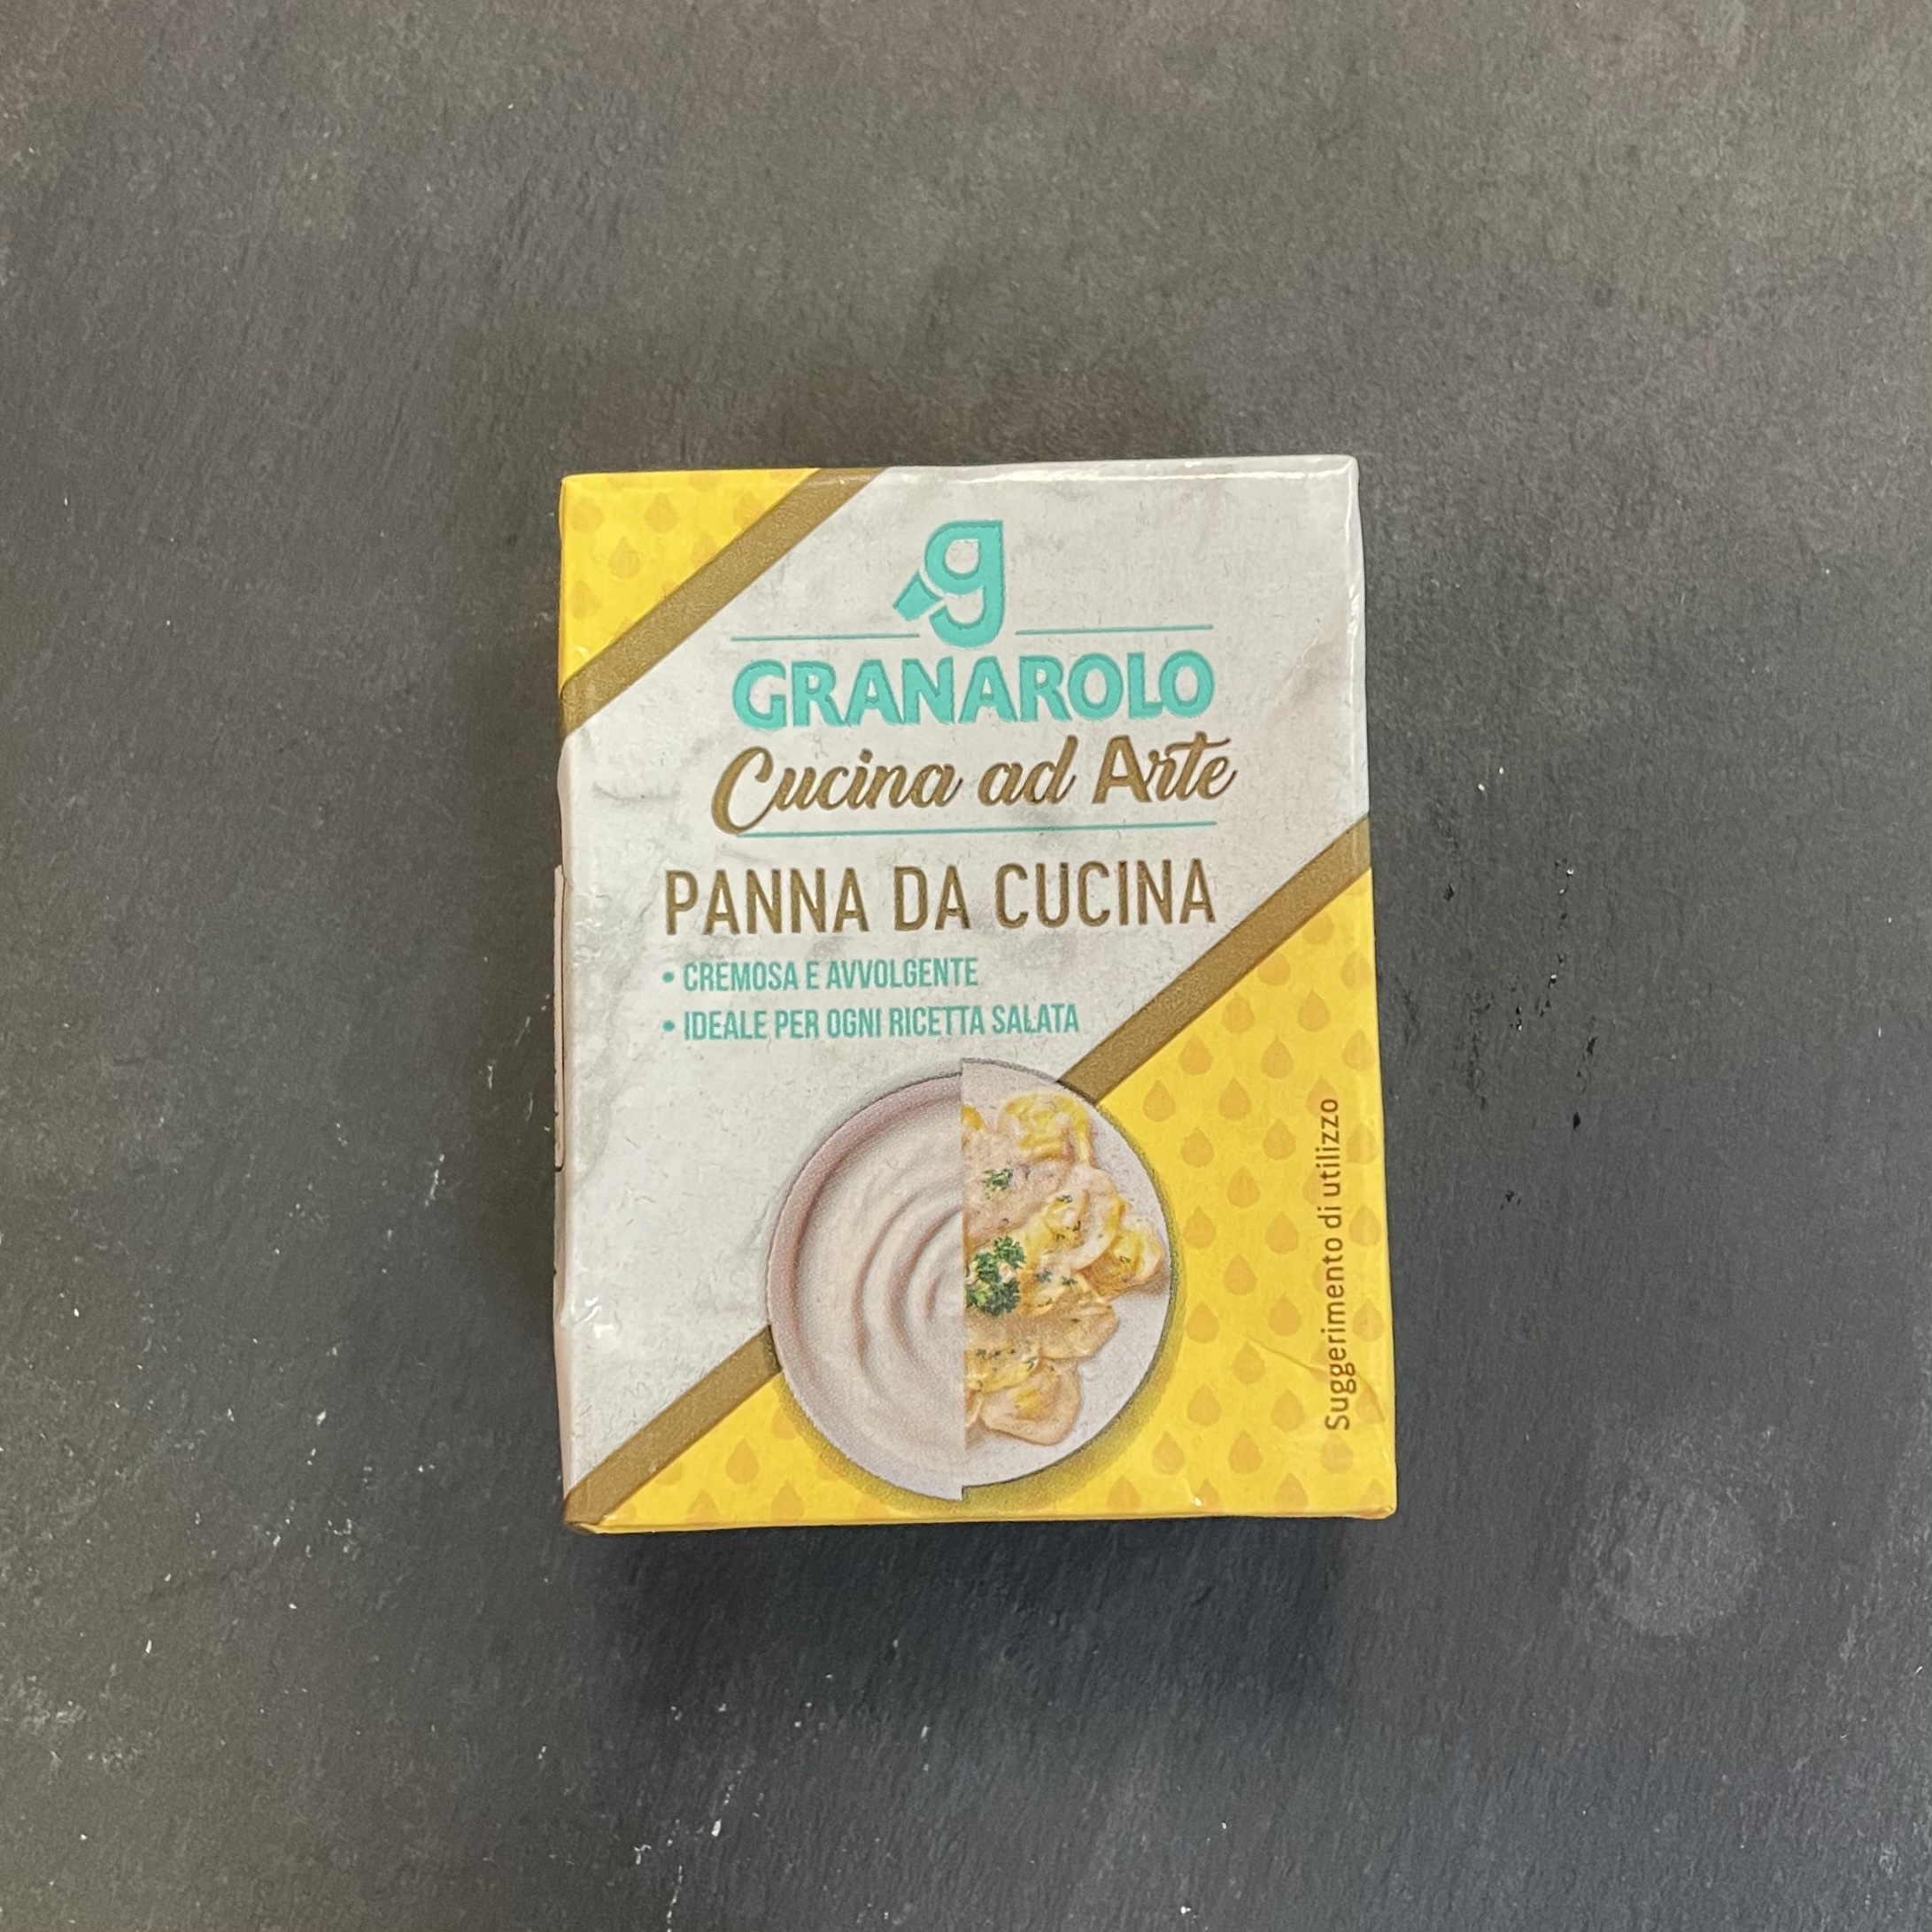 g
GRANAROLO
Cucina ad Arte
PANNA DA CUCINA
• CREMOSA E AVVOLGENTE
• IDEALE PER OGNI RICETTA SALATA
Suggerimento di utilizzo